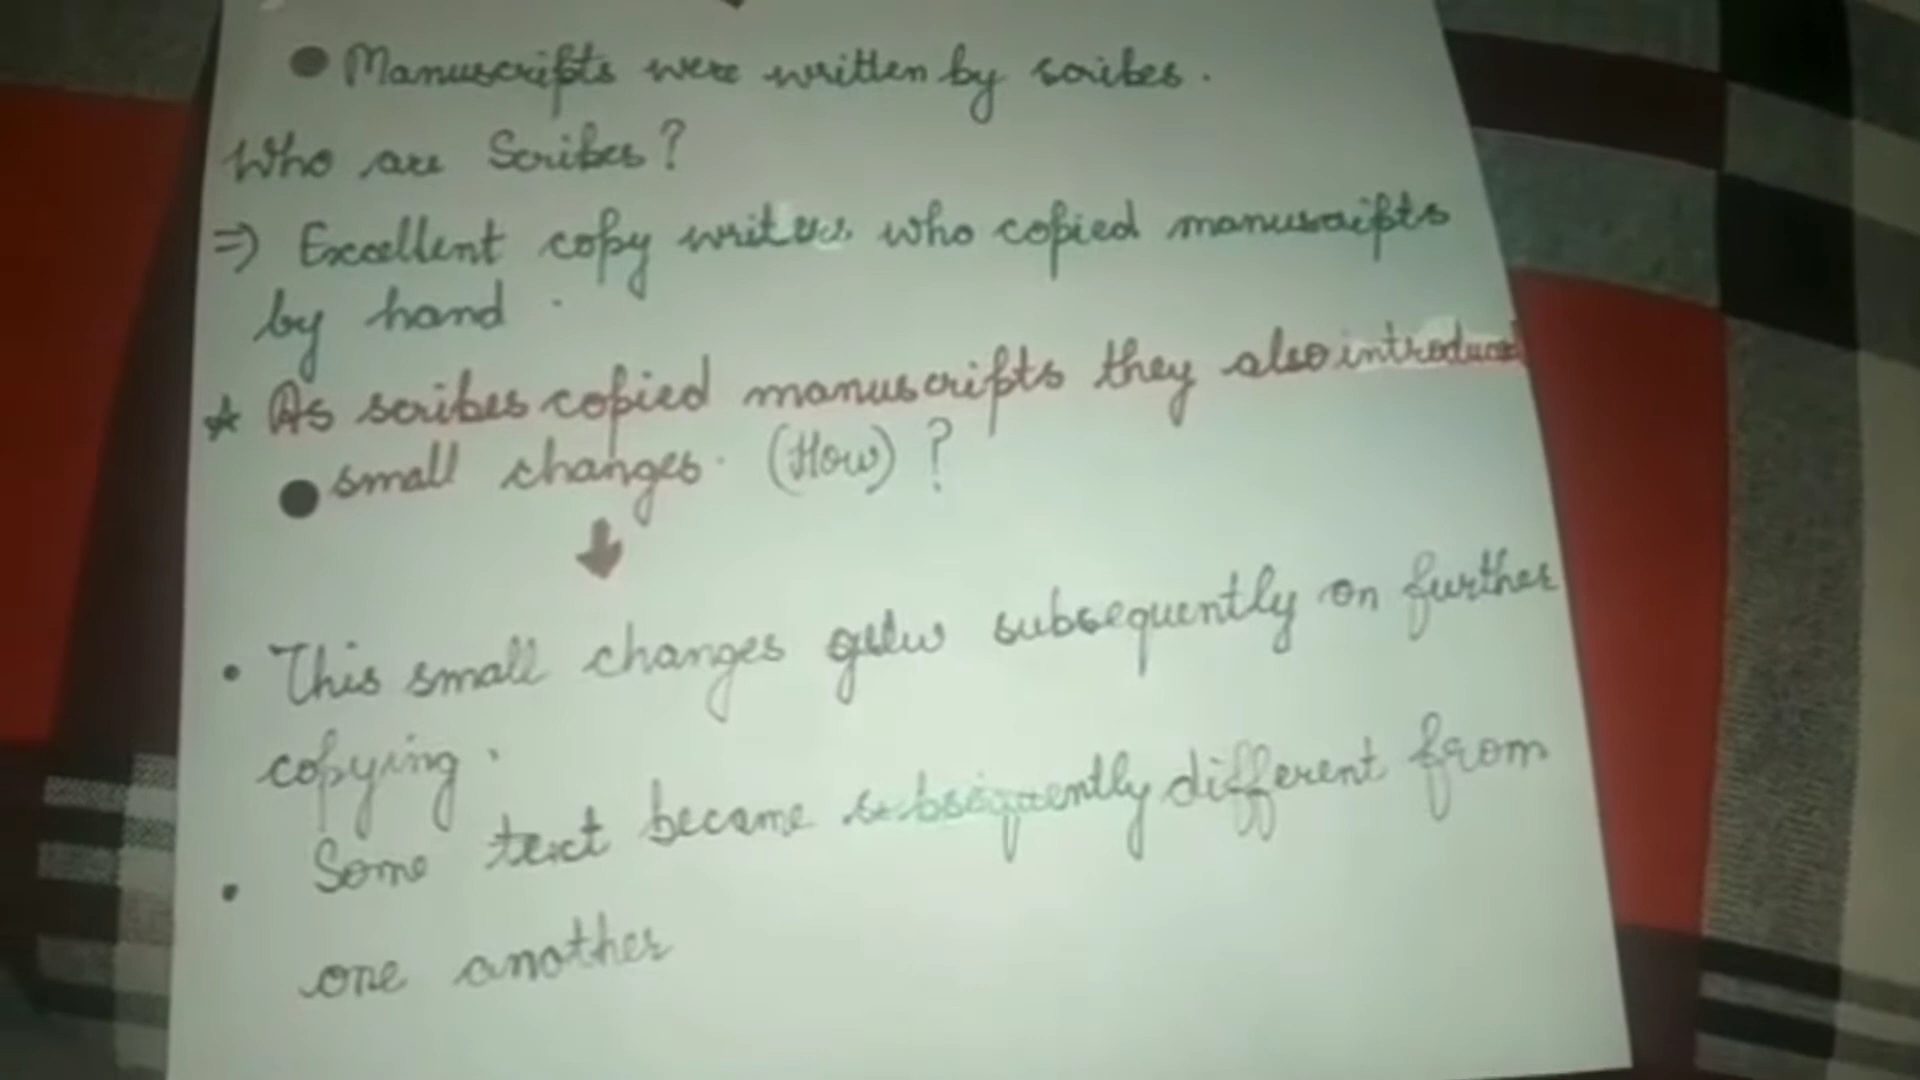 Manuscripts were written by scribes.
Who are Scribes?
⇒ Excellent copy writers who copied manuscripts
by hand.
★ As scribes copied manuscripts they also introduced
• small changes. (How)?
↓
• This small changes grew subsequently on further
copying.
• Some text became subsequently different from
one another